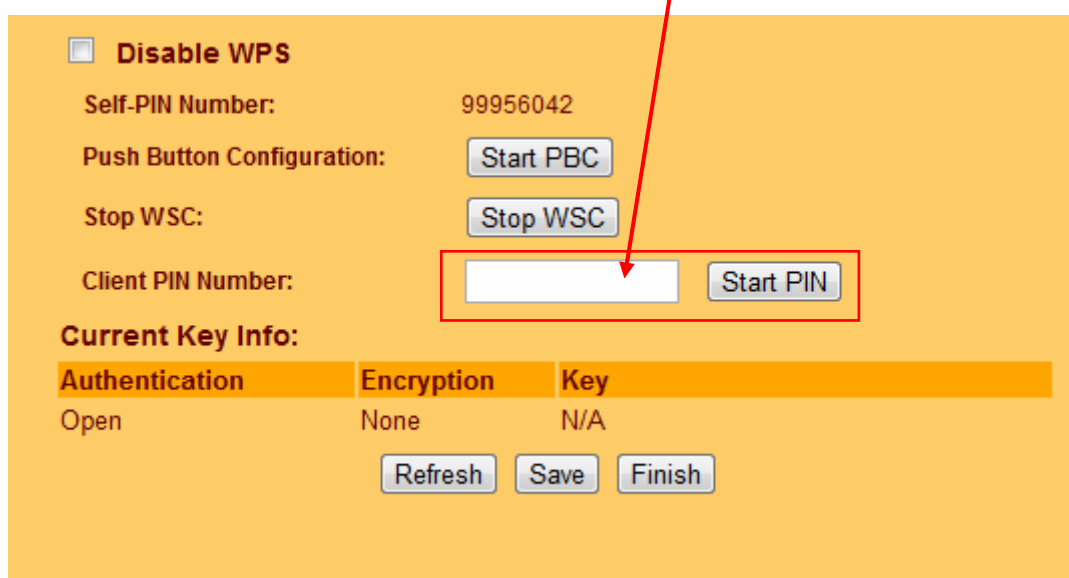 Disable WPS
Self-PIN Number: 99956042
Push Button Configuration: Start PBC
Stop WSC: Stop WSC
Client PIN Number: Start PIN
Current Key Info:
Authentication Encryption Key
Open None N/A
Refresh Save Finish